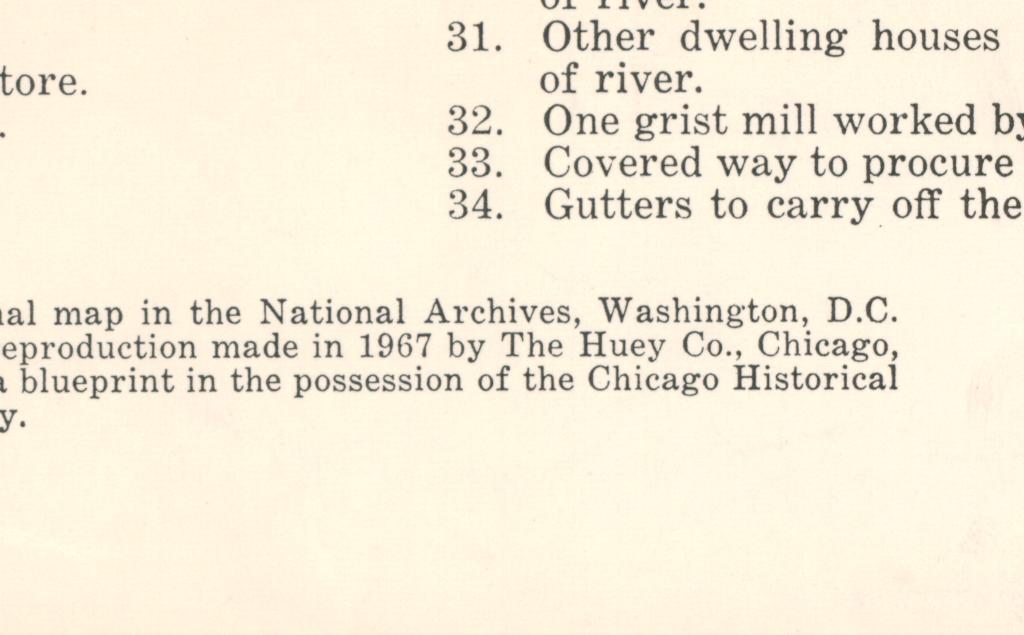 of river.
31. Other dwelling houses
of river.
tore.
32. One grist mill worked by
33. Covered way to procure
34. Gutters to carry off the
map in the National Archives, Washington, D.C.
eproduction made in 1967 by The Huey Co., Chicago,
a blueprint in the possession of the Chicago Historical
y.